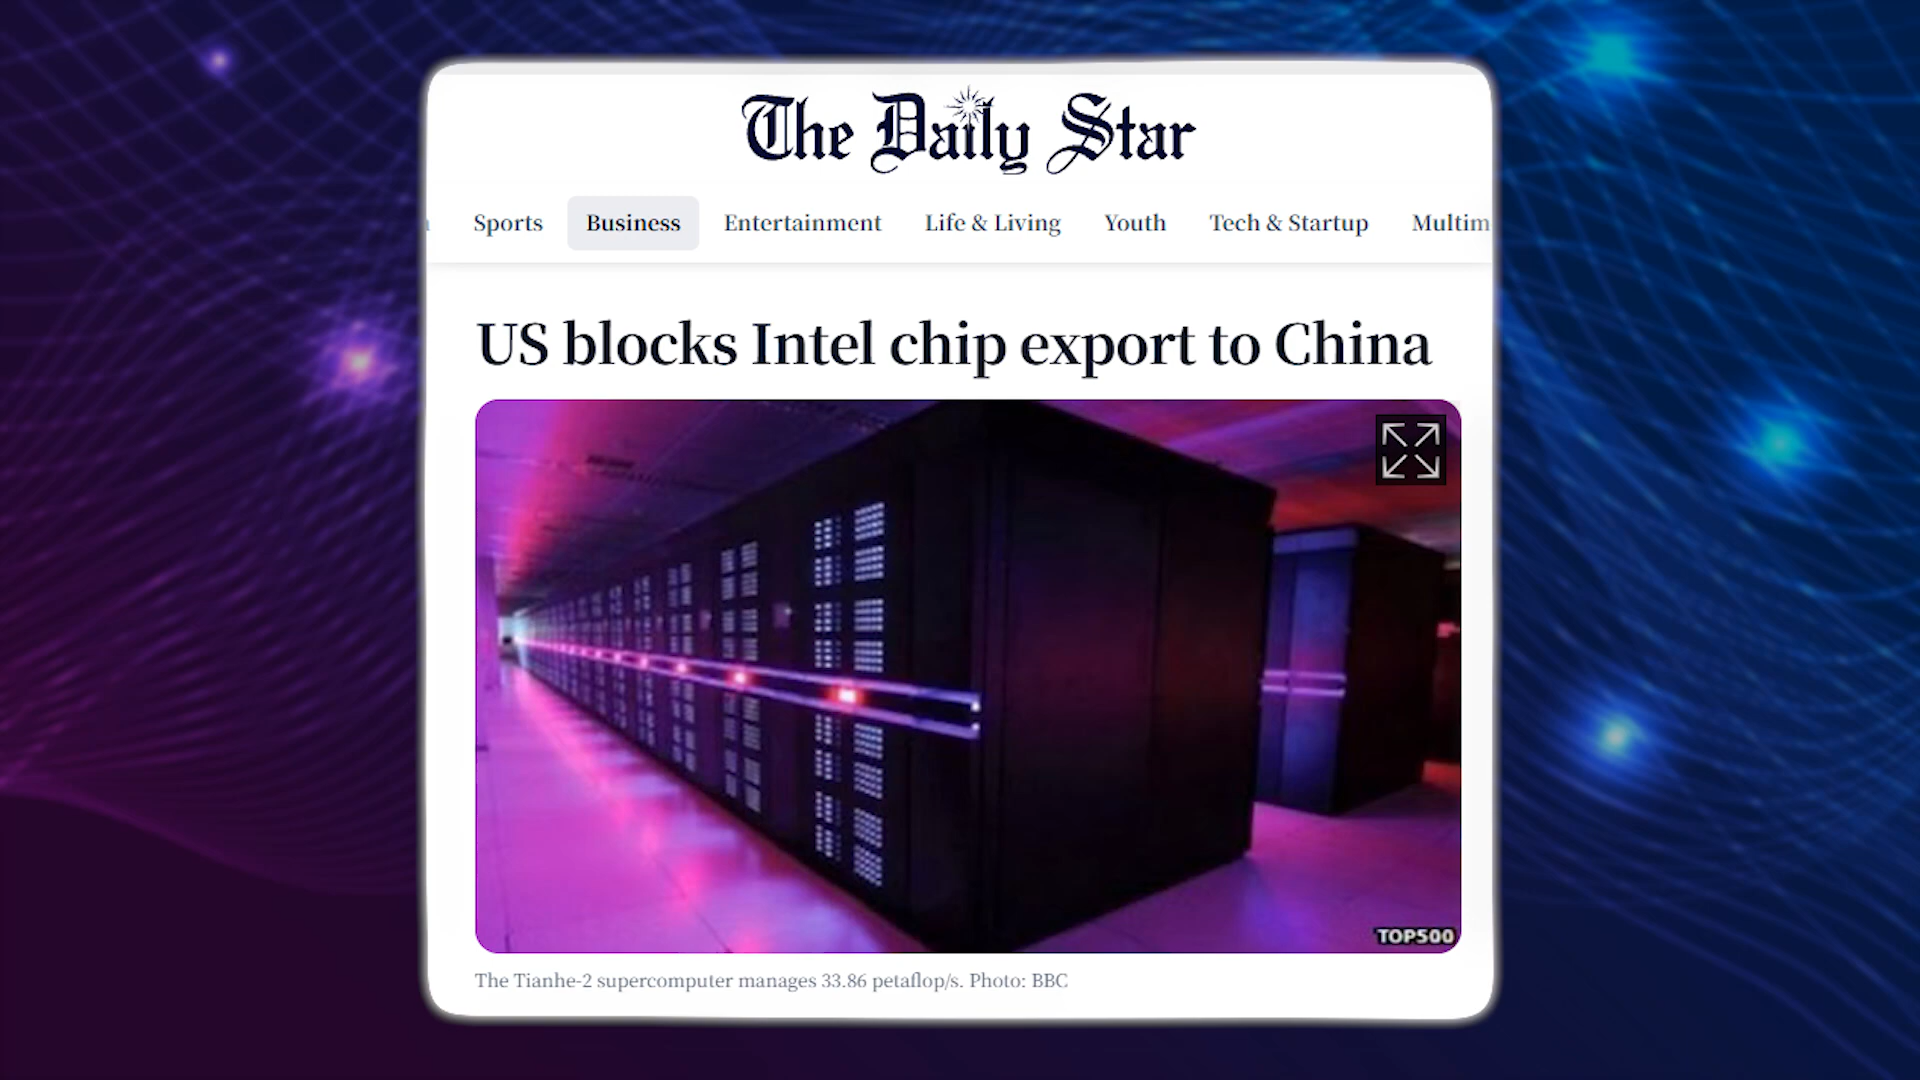 The Daily Star
Sports Business Entertainment Life & Living Youth Tech & Startup Multim
US blocks Intel chip export to China
TOP500
The Tianhe-2 supercomputer manages 33.86 petaflop/s. Photo: BBC